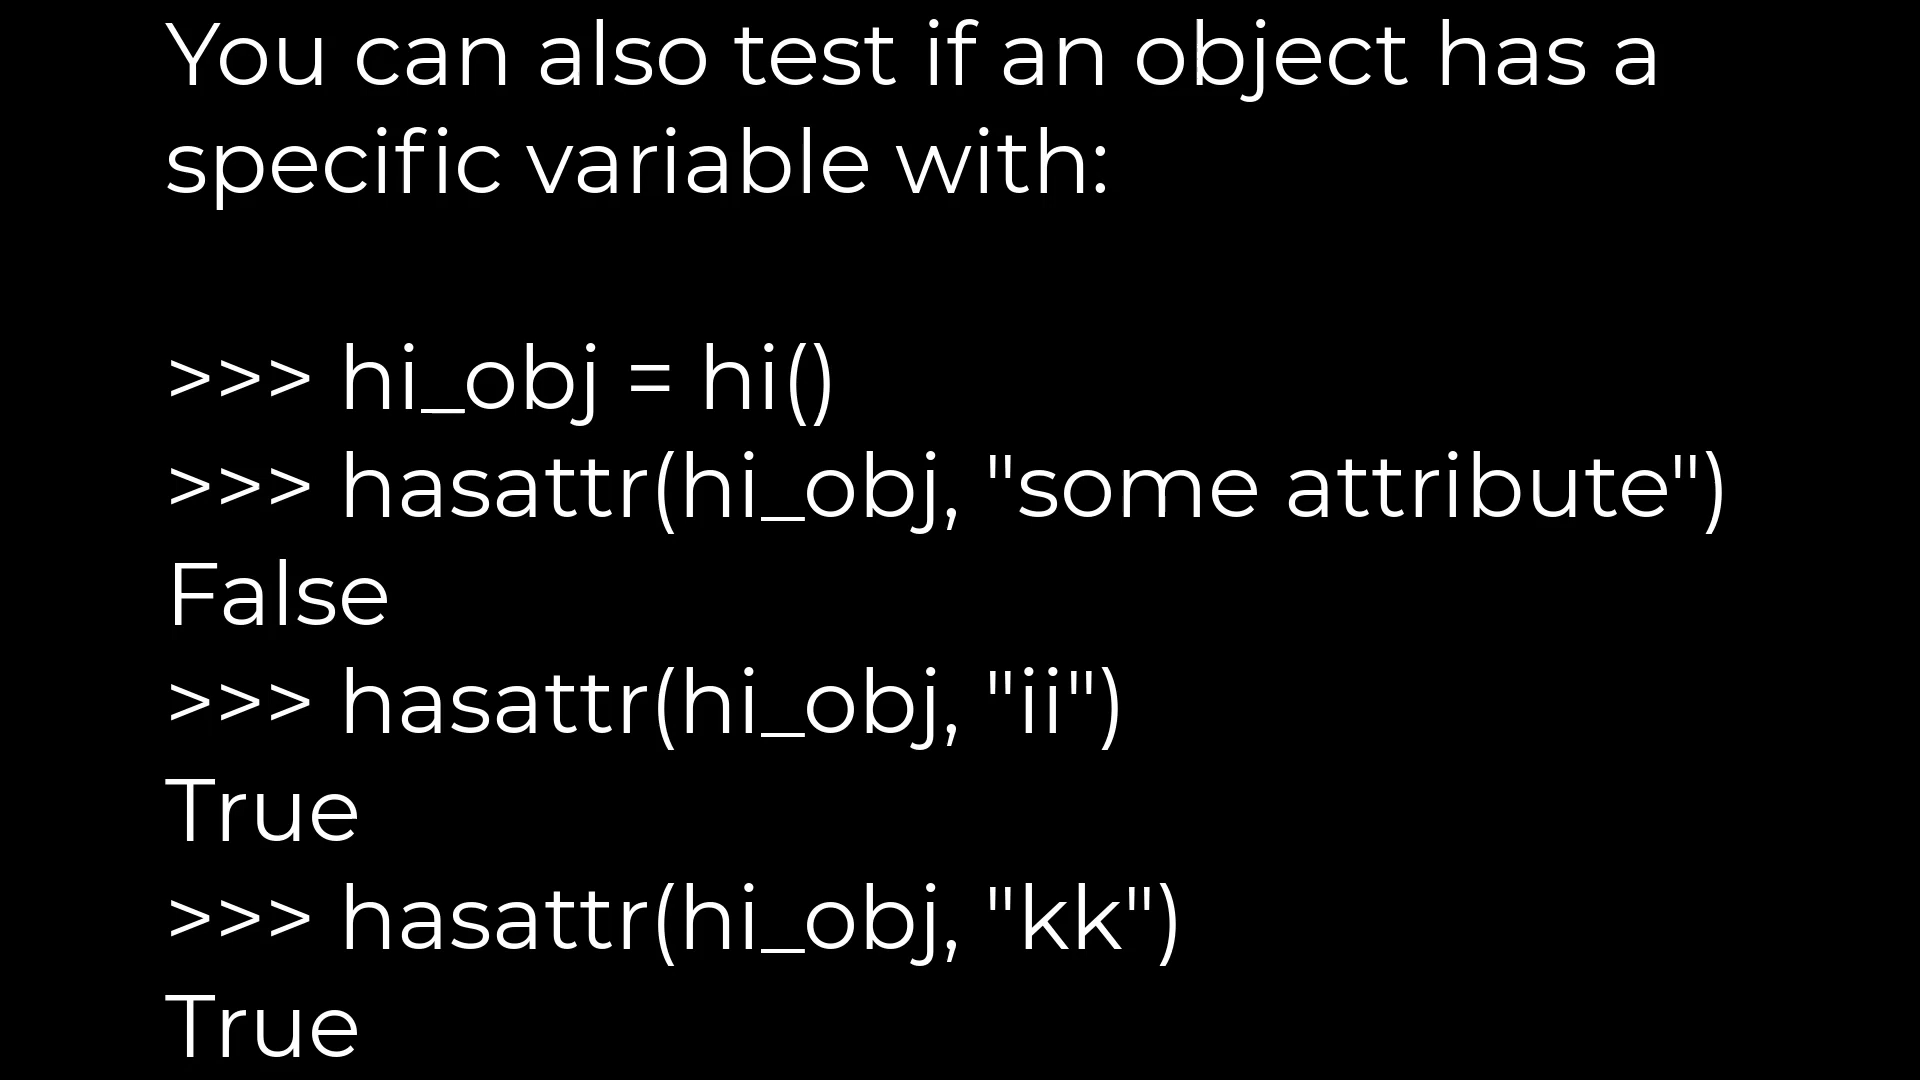 You can also test if an object has a
specific variable with:
>>> hi_obj = hi()
>>> hasattr(hi_obj, "some attribute")
False
>>> hasattr(hi_obj, "ii")
True
>>> hasattr(hi_obj, "kk")
True